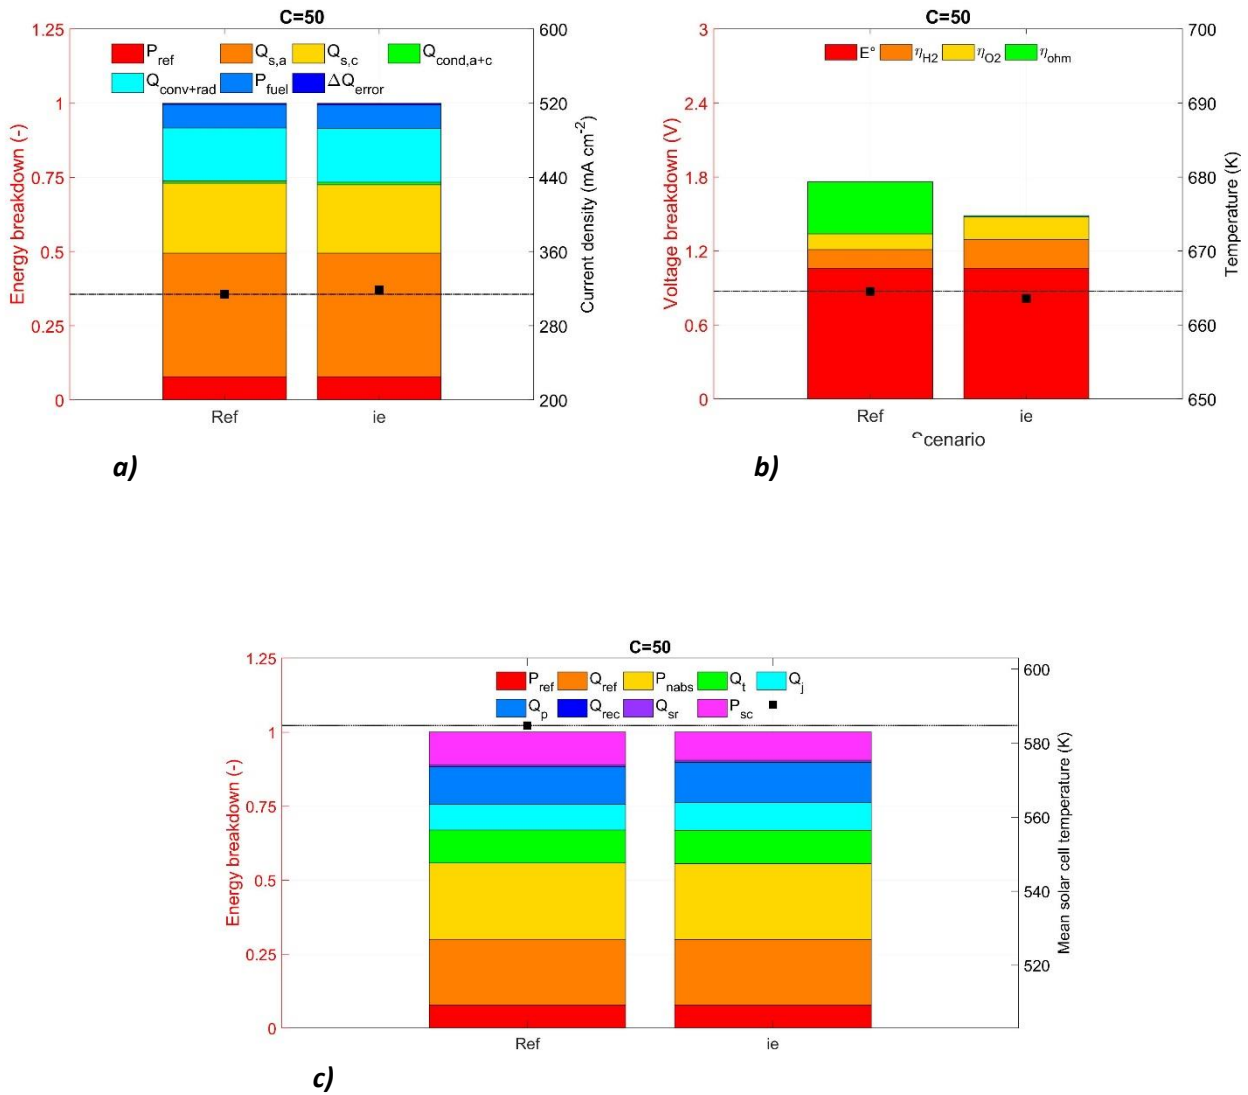 C=50
P_ref Q_s,a Q_s,c Q_cond,a+c
Q_conv+rad P_fuel ΔQ_error
Energy breakdown (-)
1.25
1
0.75
0.5
0.25
0
600
520
440
360
280
200
Current density (mA cm⁻²)
Ref ie
a)
C=50
E° η_H2 η_O2 η_ohm
Voltage breakdown (V)
3
2.4
1.8
1.2
0.6
0
700
690
680
670
660
650
Temperature (K)
Ref ie
Scenario
b)
C=50
P_ref Q_ref P_nabs Q_t Q_j
Q_p Q_rec Q_sr P_sc
Energy breakdown (-)
1.25
1
0.75
0.5
0.25
0
600
580
560
540
520
Mean solar cell temperature (K)
Ref ie
c)